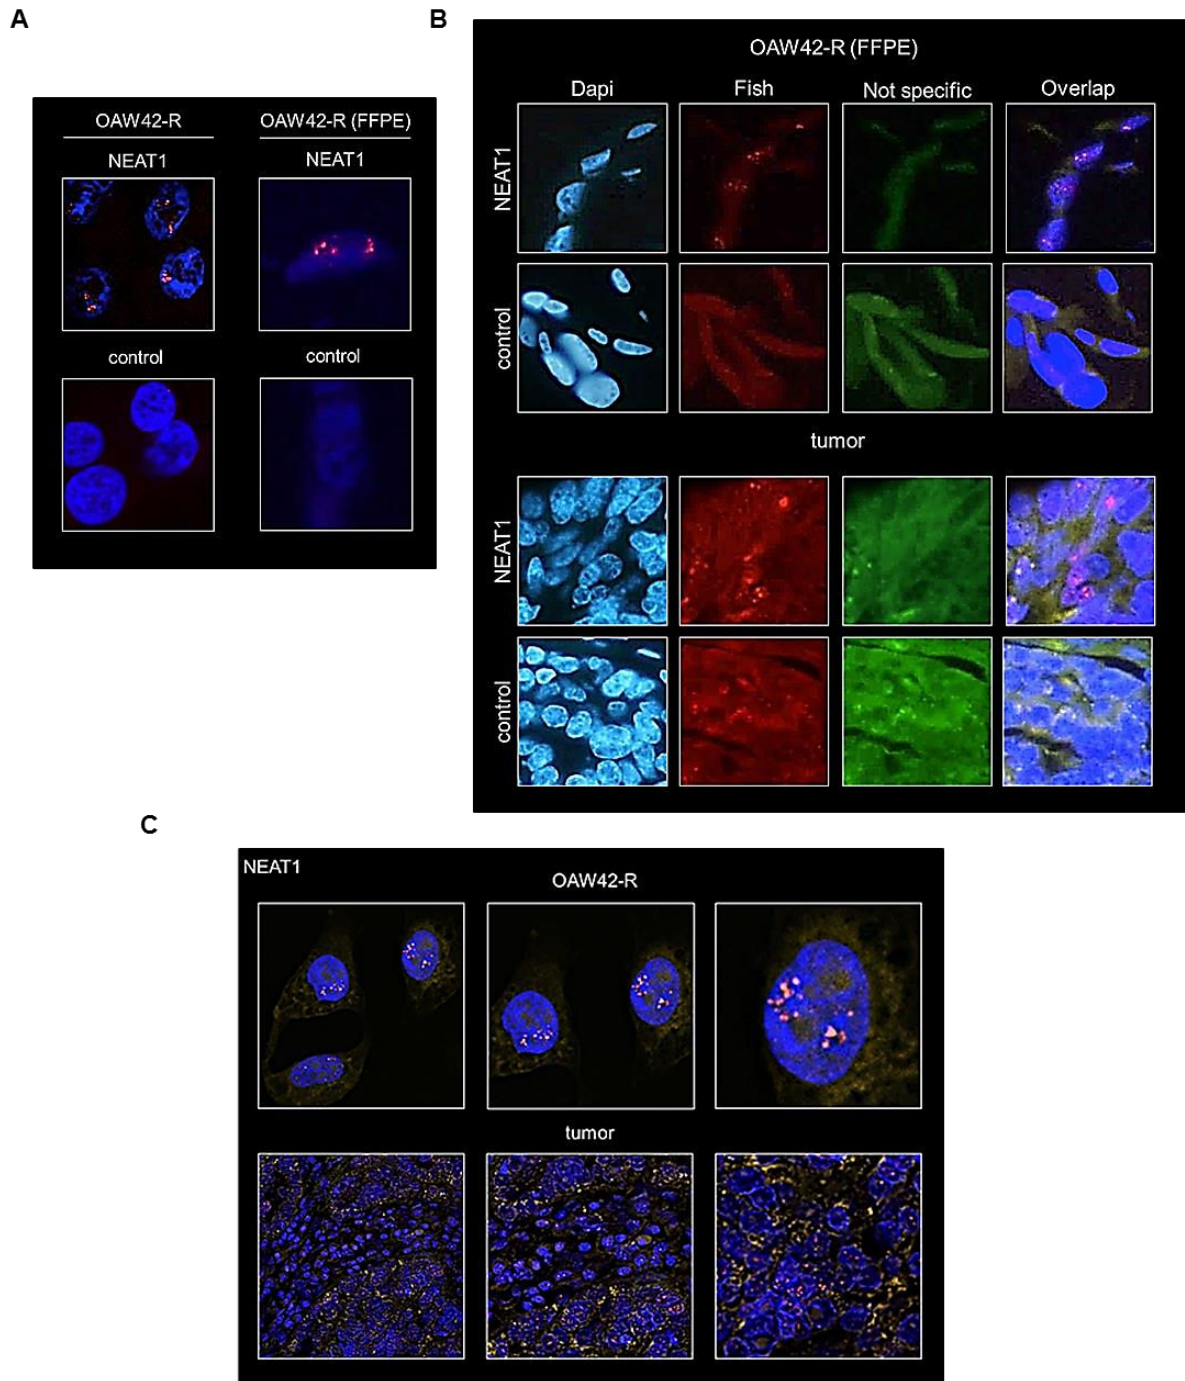 A
OAW42-R OAW42-R (FFPE)
NEAT1 NEAT1
control control
B
OAW42-R (FFPE)
Dapi Fish Not specific Overlap
NEAT1
control
tumor
NEAT1
control
C
NEAT1
OAW42-R
tumor